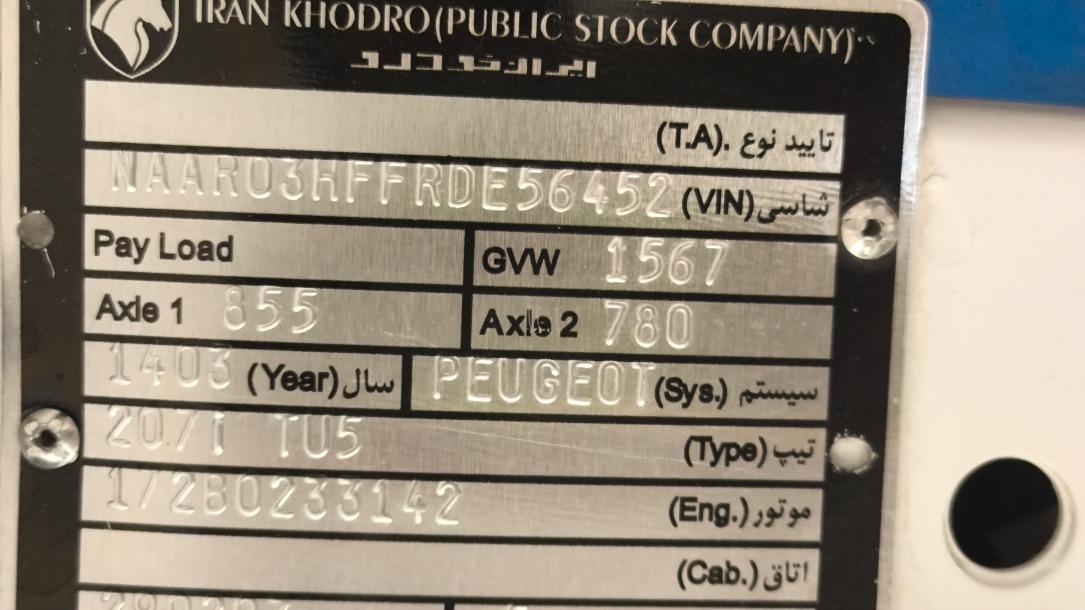 IRAN KHODRO (PUBLIC STOCK COMPANY)
ایران خودرو
تایید نوع (T.A.)
NAAR03HFFRDE56452 شاسی (VIN)
Pay Load GVW 1567
Axle 1 855 Axle 2 780
1403 سال (Year) PEUGEOT سیستم (Sys.)
207i TU5 تیپ (Type)
172B0233142 موتور (Eng.)
اتاق (Cab.)